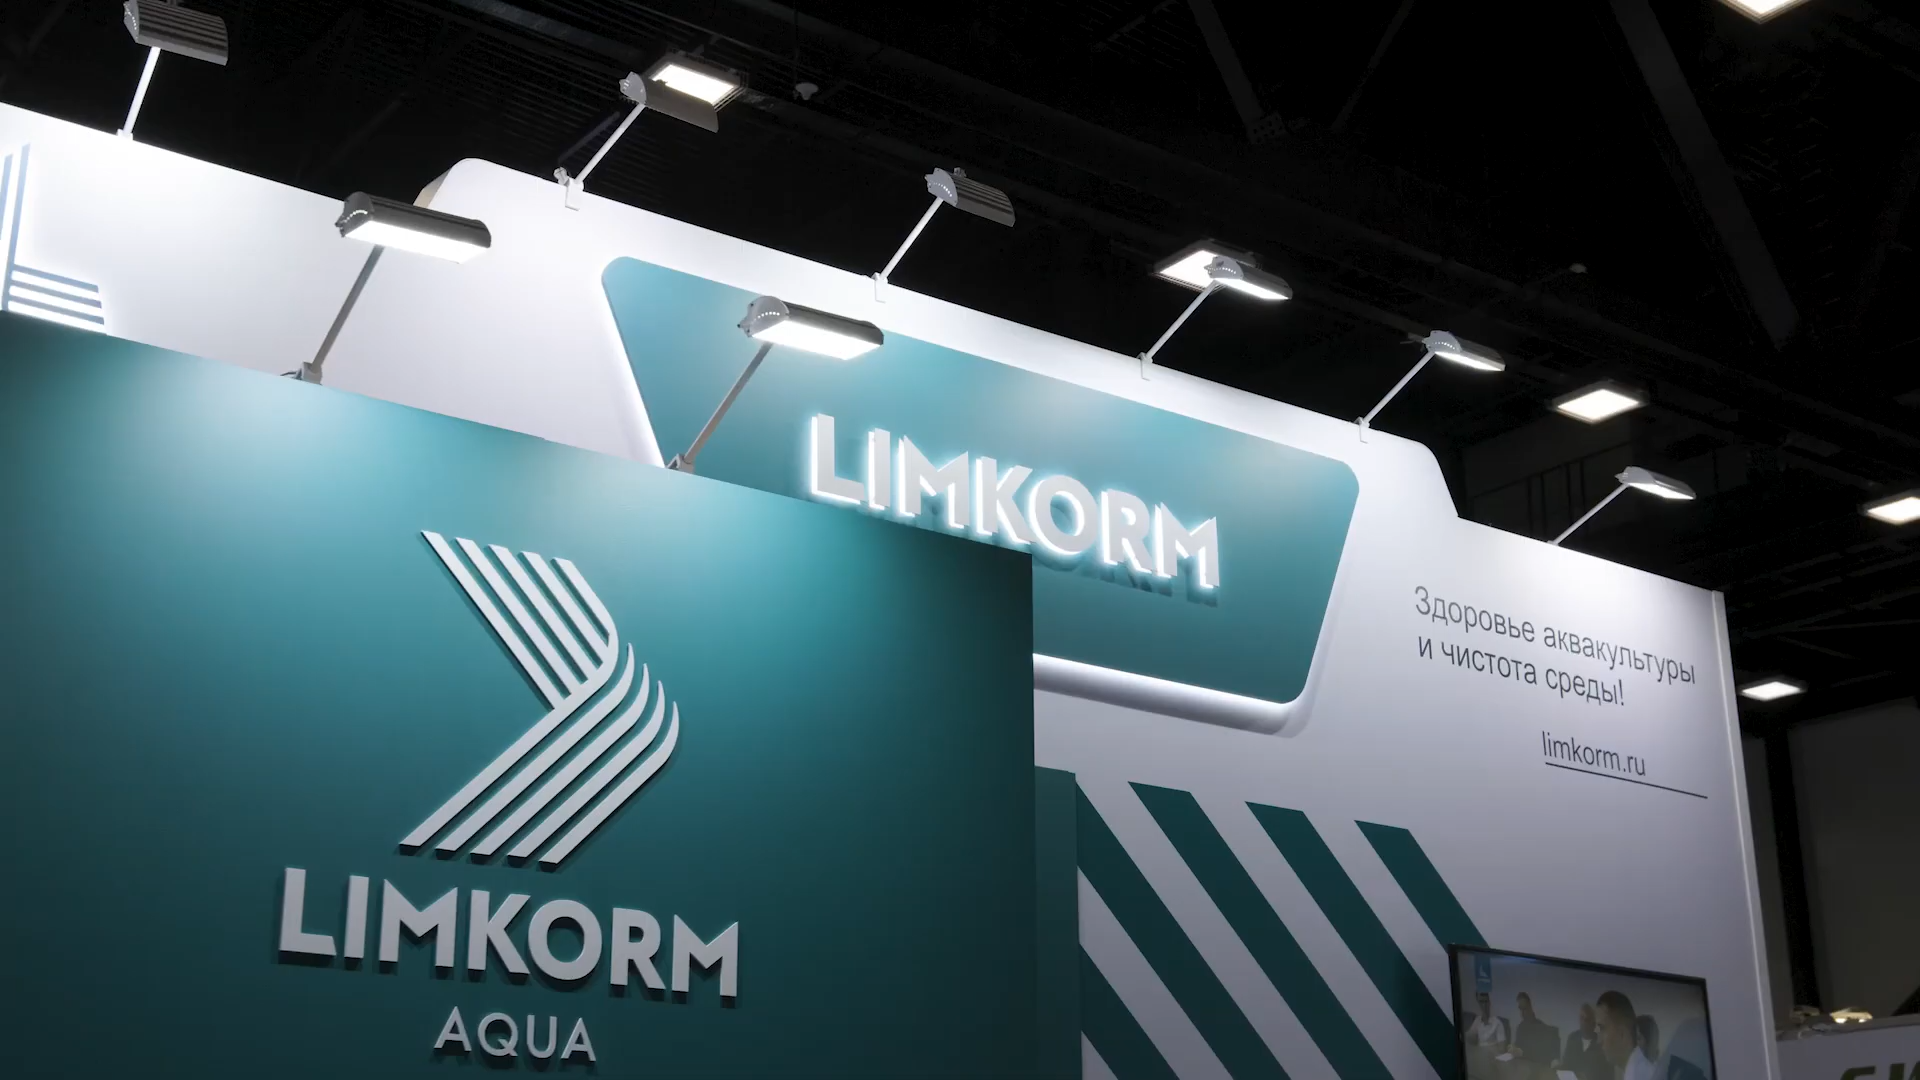 LIMKORM
Здоровье аквакультуры
и чистота среды!
limkorm.ru
LIMKORM
AQUA